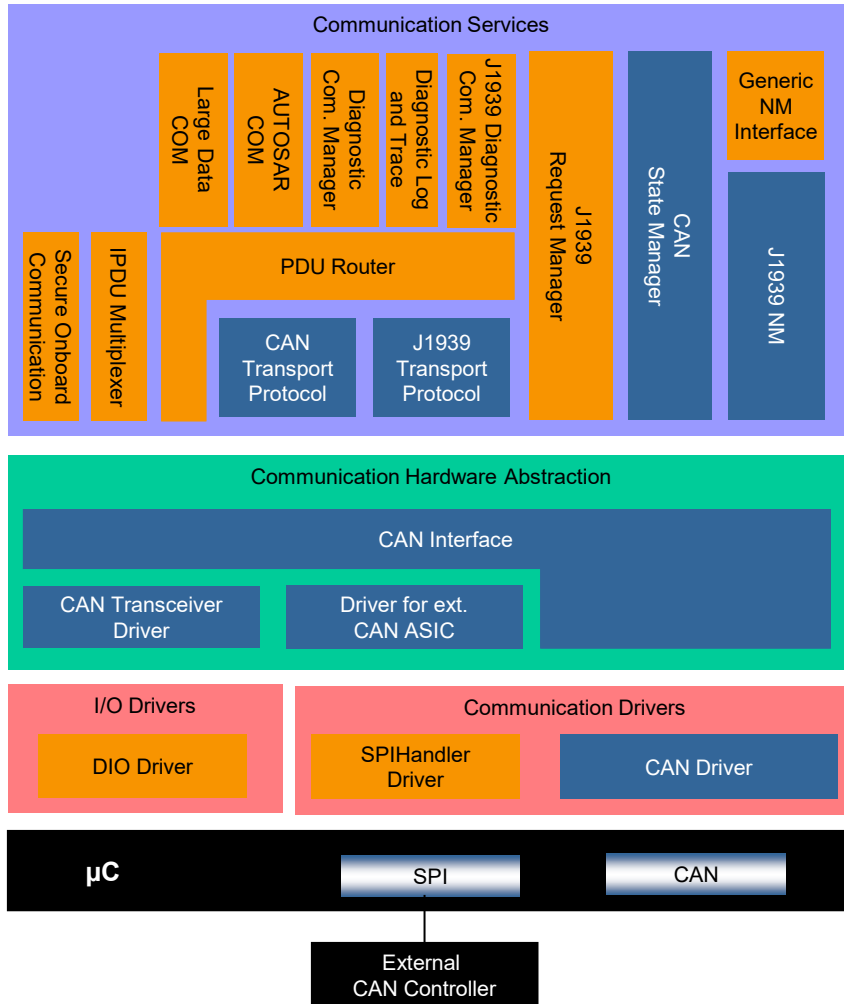 Communication Services
Large Data
COM
AUTOSAR
COM
Diagnostic
Com. Manager
Diagnostic Log
and Trace
J1939 Diagnostic
Com. Manager
J1939
Request Manager
CAN
State Manager
Generic
NM
Interface
Secure Onboard
Communication
IPDU Multiplexer
PDU Router
CAN
Transport
Protocol
J1939
Transport
Protocol
J1939 NM
Communication Hardware Abstraction
CAN Interface
CAN Transceiver
Driver
Driver for ext.
CAN ASIC
I/O Drivers
Communication Drivers
DIO Driver
SPIHandler
Driver
CAN Driver
µC
SPI
CAN
External
CAN Controller